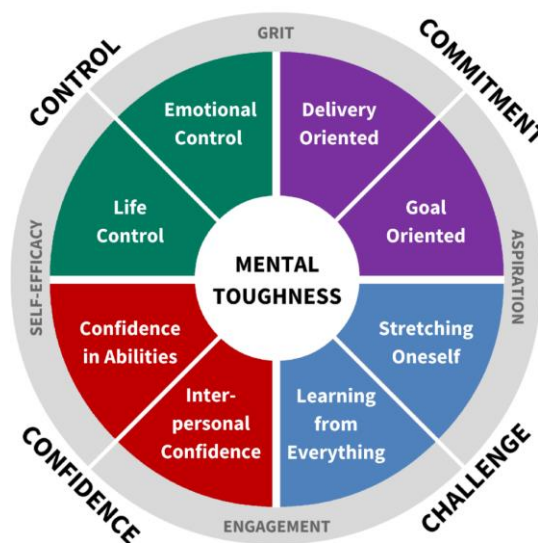 GRIT
CONTROL
COMMITMENT
Emotional
Control
Delivery
Oriented
Life
Control
Goal
Oriented
SELF-EFFICACY
ASPIRATION
MENTAL
TOUGHNESS
Confidence
in Abilities
Stretching
Oneself
Inter-
personal
Confidence
Learning
from
Everything
CONFIDENCE
CHALLENGE
ENGAGEMENT